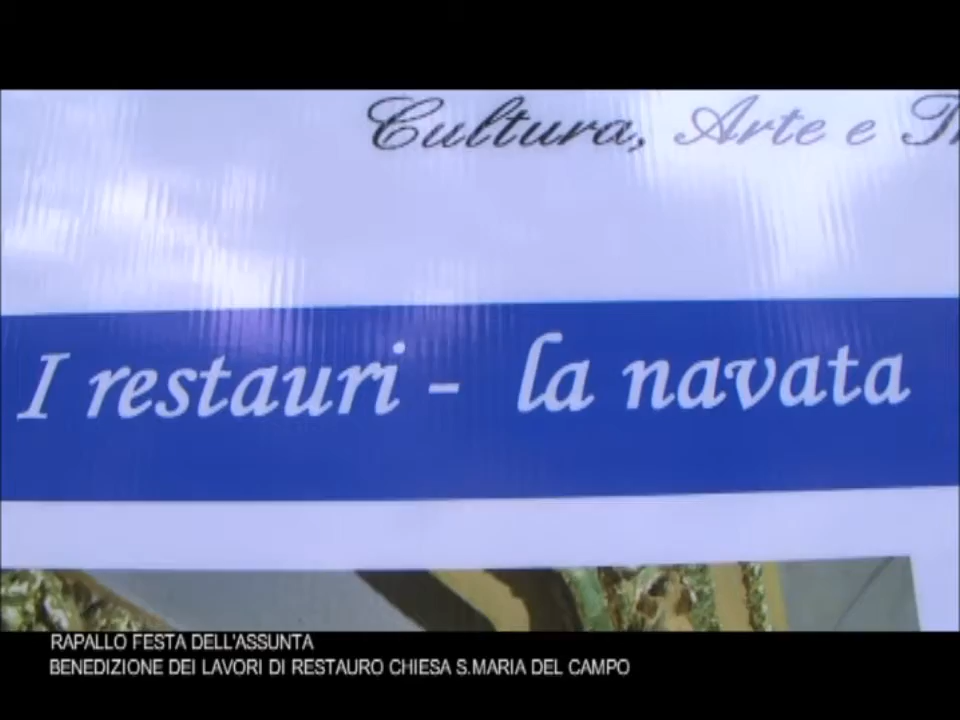 Cultura, Arte e
I restauri - la navata
RAPALLO FESTA DELL'ASSUNTA
BENEDIZIONE DEI LAVORI DI RESTAURO CHIESA S.MARIA DEL CAMPO